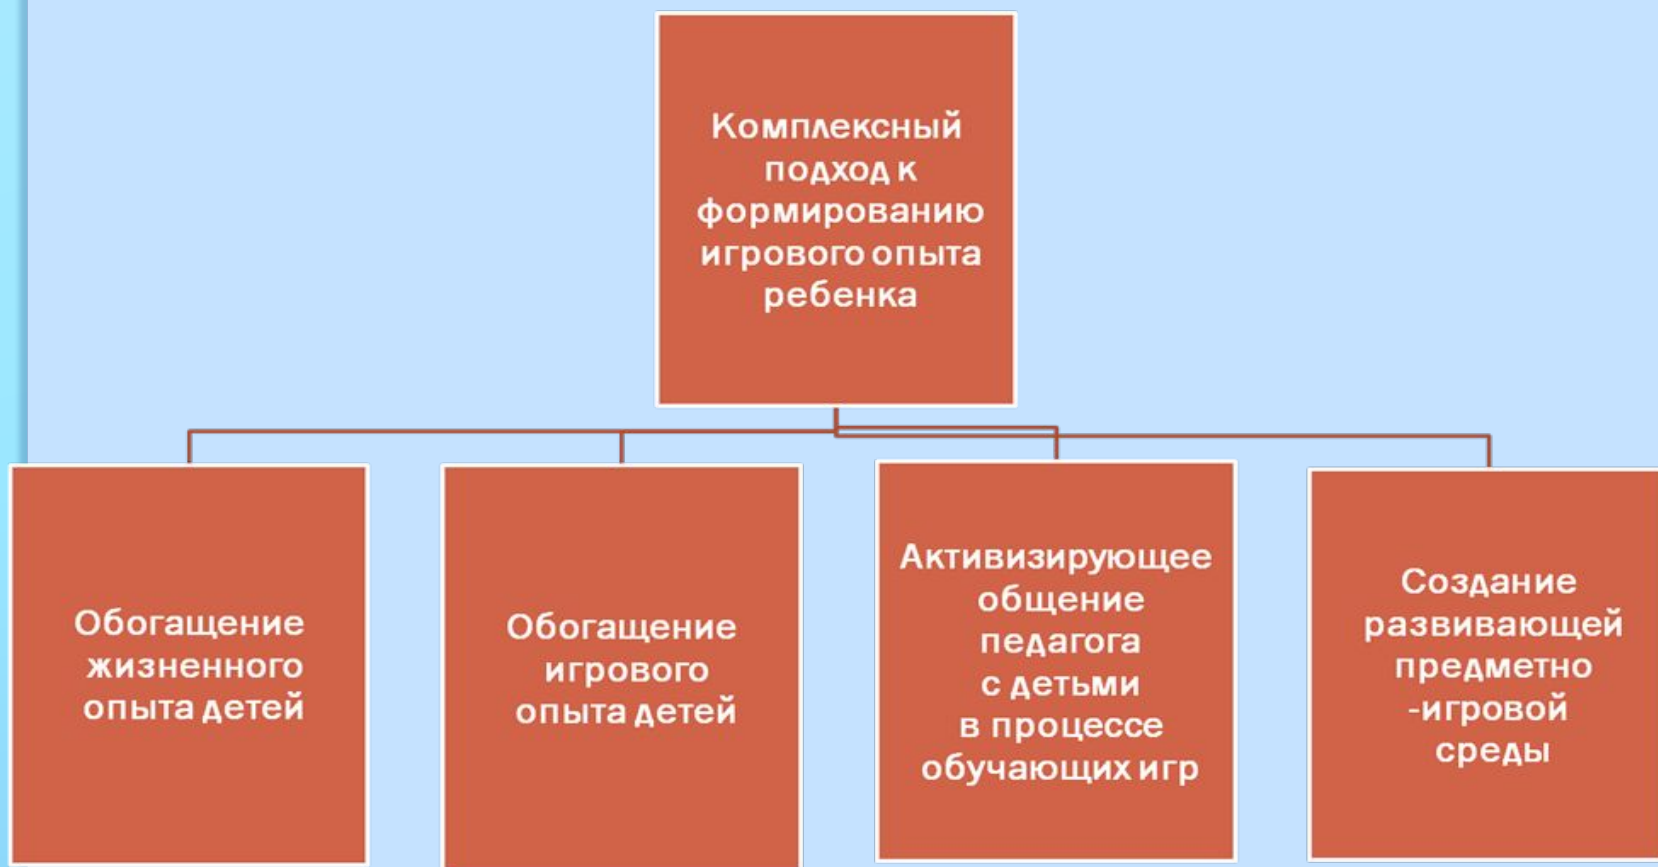 Комплексный
подход к
формированию
игрового опыта
ребенка
Обогащение
жизненного
опыта детей
Обогащение
игрового
опыта детей
Активизирующее
общение
педагога
с детьми
в процессе
обучающих игр
Создание
развивающей
предметно
-игровой
среды